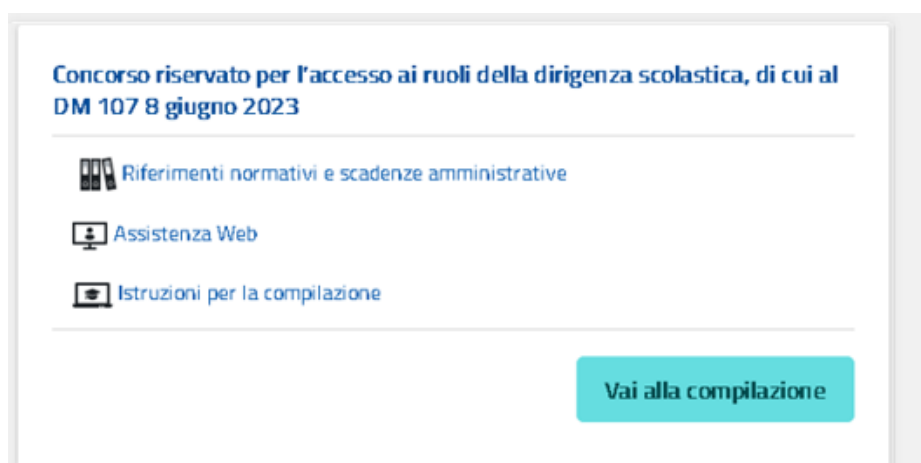 Concorso riservato per l'accesso ai ruoli della dirigenza scolastica, di cui al
DM 107 8 giugno 2023
Riferimenti normativi e scadenze amministrative
Assistenza Web
Istruzioni per la compilazione
Vai alla compilazione